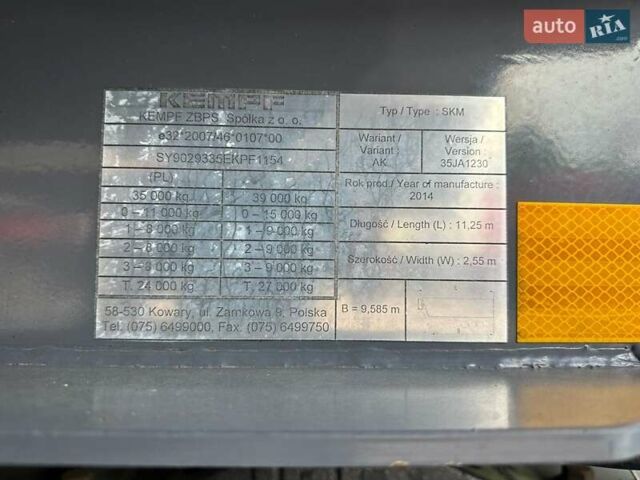 auto RIA.com
KEMPF
KEMPF ZBPS. Spólka z o. o.
e32*2007/46*0107*00
SY9029335EKPF1154
(PL)
35 000 kg 39 000 kg
0 – 11 000 kg 0 – 15 000 kg
1 – 8 000 kg 1 – 9 000 kg
2 – 8 000 kg 2 – 9 000 kg
3 – 8 000 kg 3 – 9 000 kg
T. 24 000 kg T. 27 000 kg
58-530 Kowary, ul. Zamkowa 9, Polska
Tel. (075) 6499000, Fax. (075) 6499750
Typ / Type : SKM
Wariant / Variant : AK
Wersja / Version : 35JA1230
Rok prod / Year of manufacture : 2014
Długość / Length (L) : 11,25 m
Szerokość / Width (W) : 2,55 m
B = 9,585 m